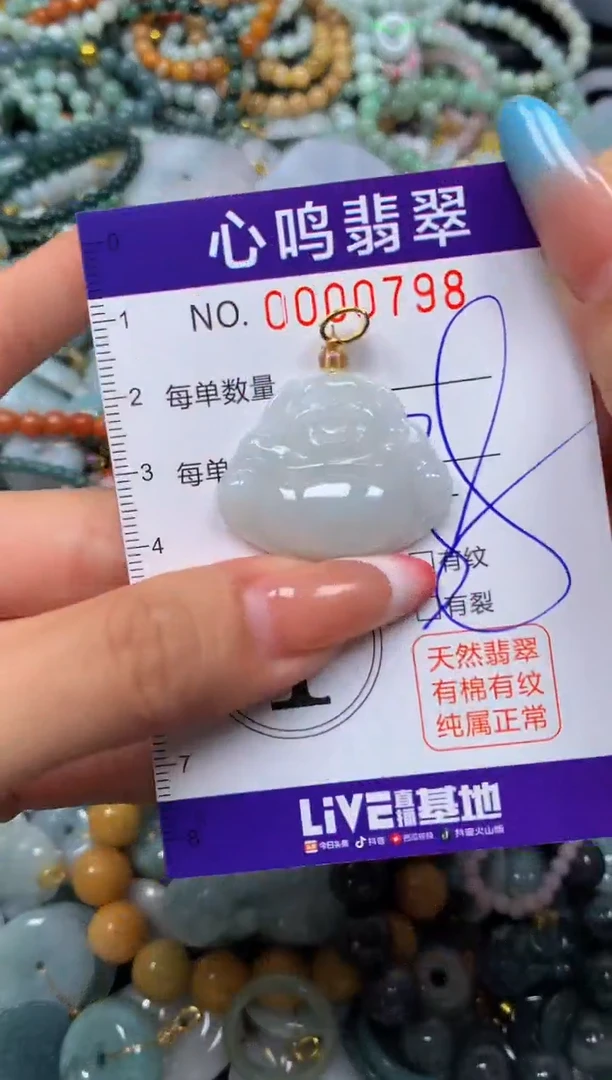 心鸣翡翠
0
NO. 0000798
1
2
每单数量
3
每单
4
有纹
有裂
天然翡翠
有棉有纹
纯属正常
7
LiVE直播基地
8
今日头条 抖音 西瓜视频 抖音火山版